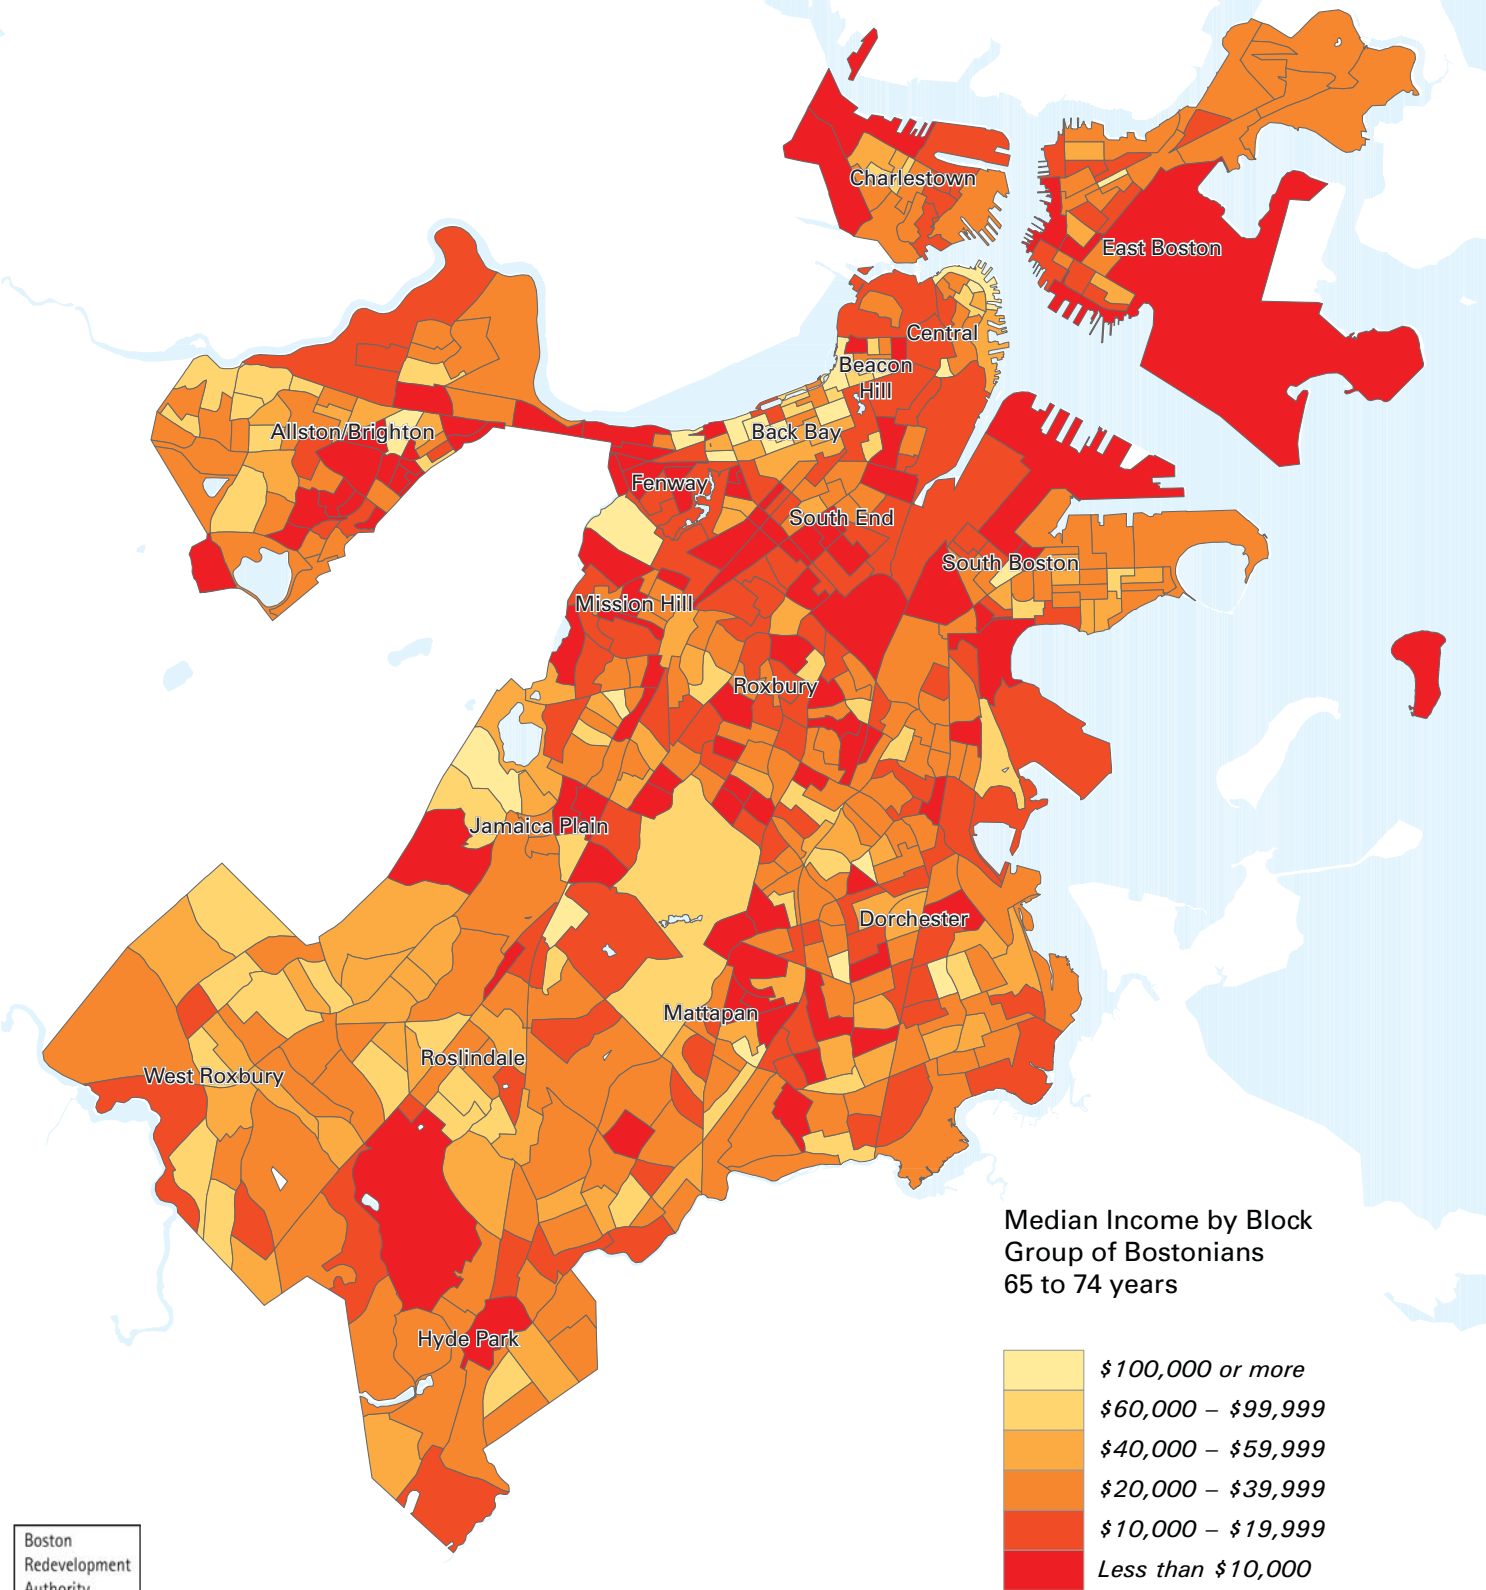 Charlestown
East Boston
Central
Beacon
Hill
Allston/Brighton
Back Bay
Fenway
South End
South Boston
Mission Hill
Roxbury
Jamaica Plain
Dorchester
Mattapan
Roslindale
West Roxbury
Hyde Park
Median Income by Block
Group of Bostonians
65 to 74 years
$100,000 or more
$60,000 – $99,999
$40,000 – $59,999
$20,000 – $39,999
$10,000 – $19,999
Less than $10,000
Boston
Redevelopment
Authority